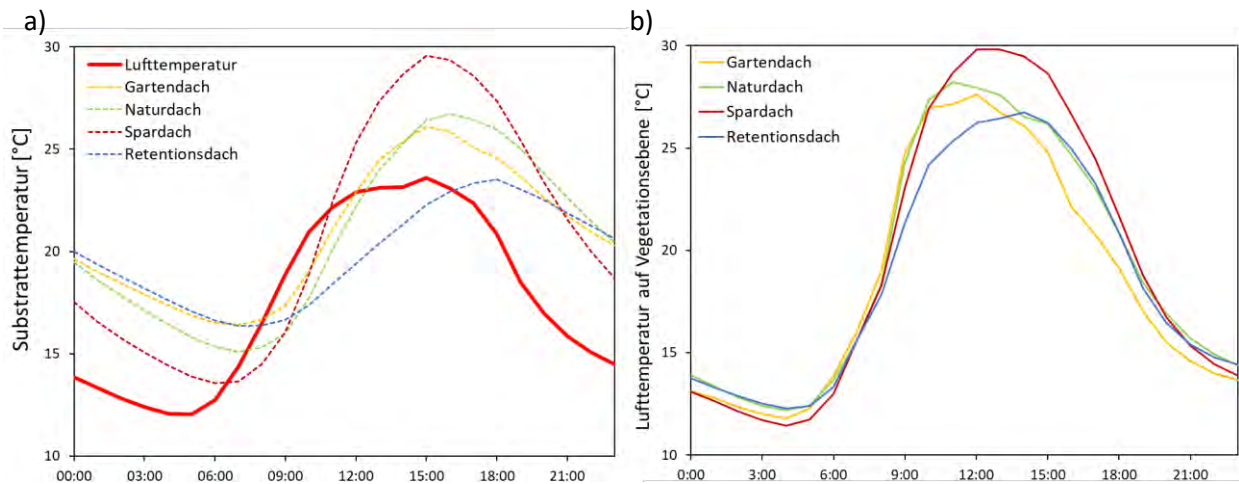 a)
Substrattemperatur [°C]
30
25
20
15
10
Lufttemperatur
Gartendach
Naturdach
Spardach
Retentionsdach
00:00 03:00 06:00 09:00 12:00 15:00 18:00 21:00
b)
Lufttemperatur auf Vegetationsebene [°C]
30
25
20
15
10
Gartendach
Naturdach
Spardach
Retentionsdach
0:00 3:00 6:00 9:00 12:00 15:00 18:00 21:00